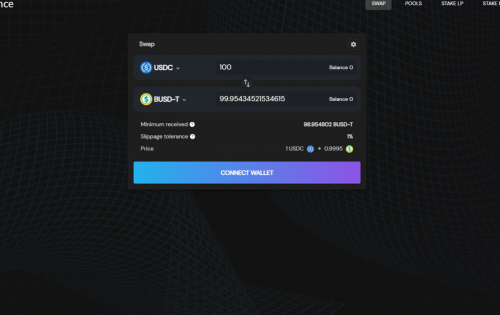 nce
SWAP POOLS STAKE LP STAKE
Swap
USDC 100 Balance 0
BUSD-T 99.95434521534615 Balance 0
Minimum received 98.954802 BUSD-T
Slippage tolerance 1%
Price 1 USDC → 0.9995
CONNECT WALLET